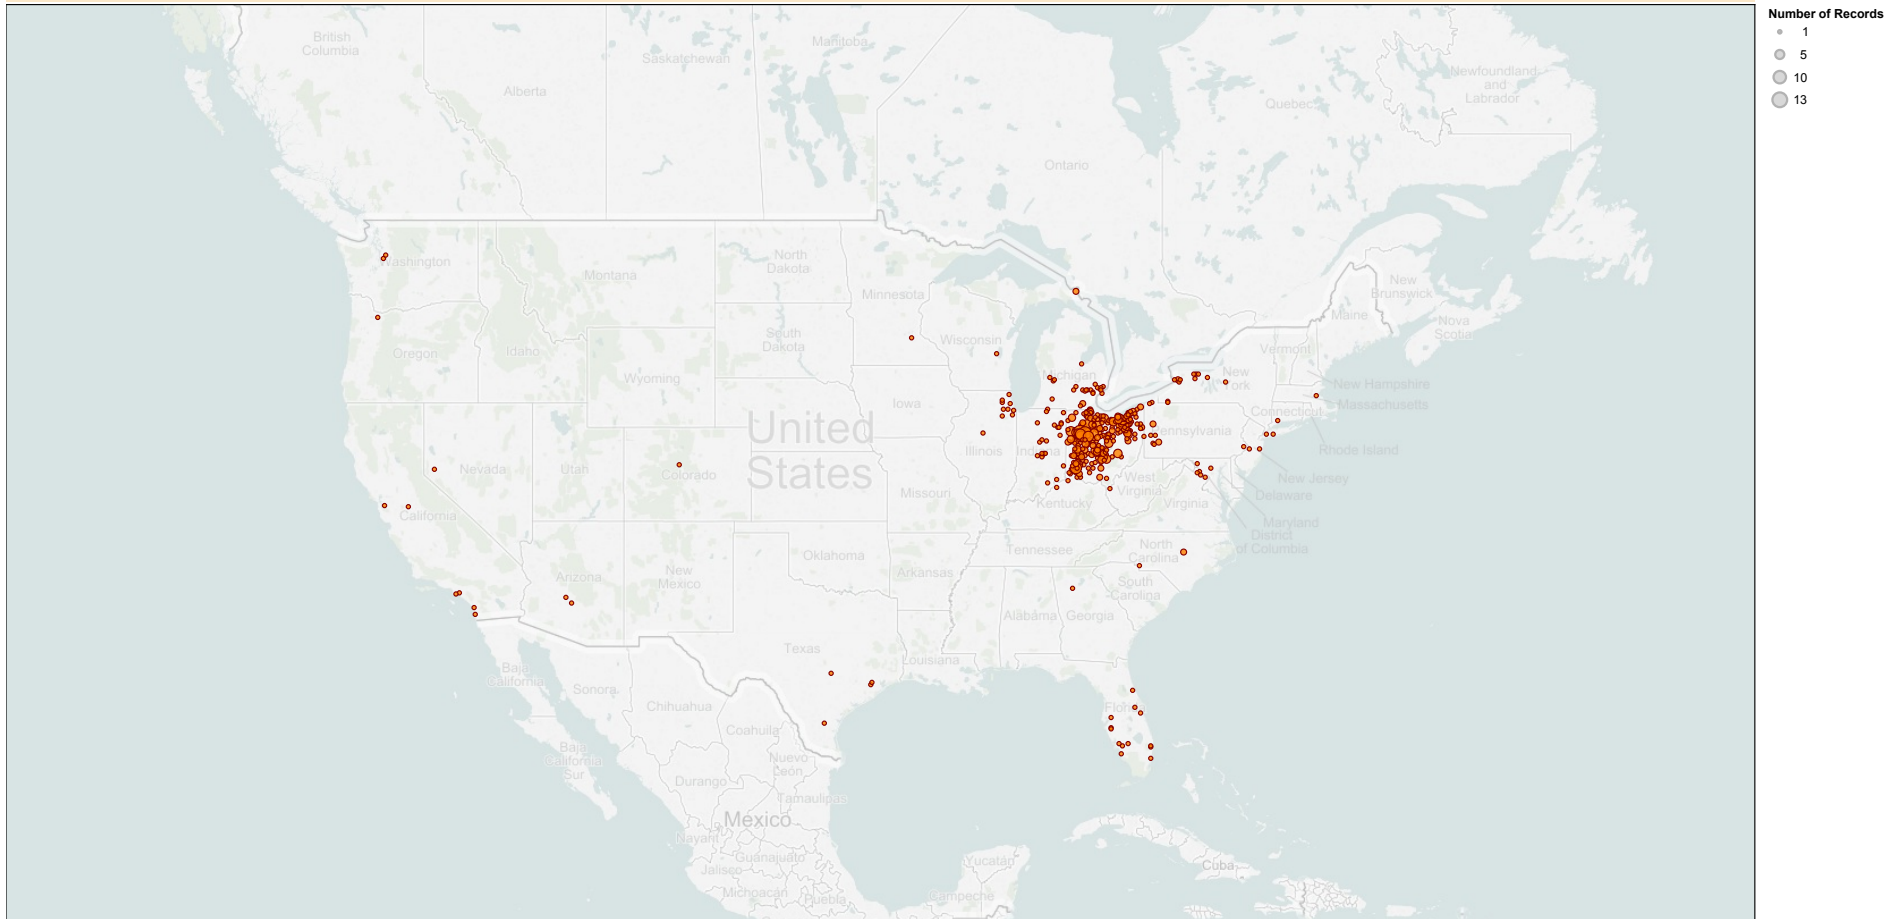 Number of Records
1
5
10
13
British
Columbia
Alberta
Saskatchewan
Manitoba
Ontario
Quebec
Newfoundland
and
Labrador
New
Brunswick
Nova
Scotia
Maine
Washington
Montana
North
Dakota
Minnesota
Oregon
Idaho
Wyoming
South
Dakota
Wisconsin
Michigan
New
York
Vermont
New Hampshire
Massachusetts
Connecticut
Rhode Island
Iowa
United
States
Nevada
Utah
Colorado
Illinois
Indiana
Pennsylvania
New Jersey
Delaware
Maryland
District
of Columbia
California
Missouri
Kentucky
West
Virginia
Virginia
Arizona
New
Mexico
Oklahoma
Arkansas
Tennessee
North
Carolina
South
Carolina
Alabama
Georgia
Texas
Louisiana
Florida
Baja
California
Sonora
Chihuahua
Coahuila
Baja
California
Sur
Nuevo
León
Durango
Tamaulipas
México
Nayarit
Guanajuato
Jalisco
Michoacán
Puebla
Yucatán
Campeche
Cuba